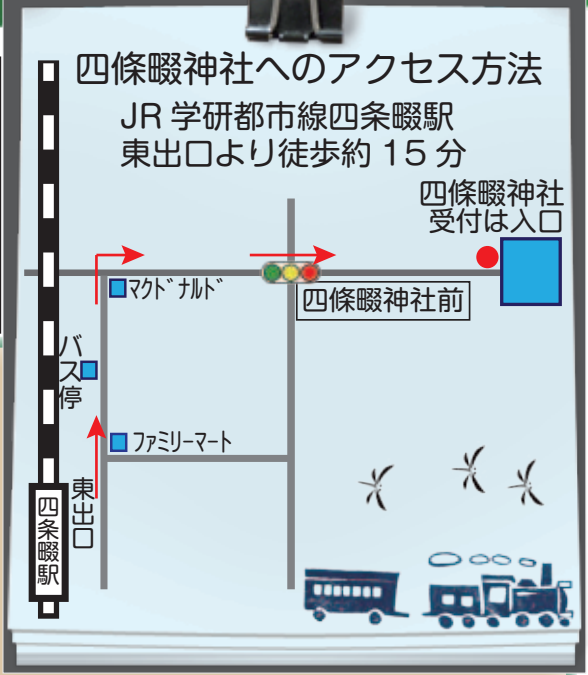 四條畷神社へのアクセス方法
JR 学研都市線四条畷駅
東出口より徒歩約 15 分
四條畷神社
受付は入口
マクドナルド
四條畷神社前
バス停
ファミリーマート
東出口
四条畷駅